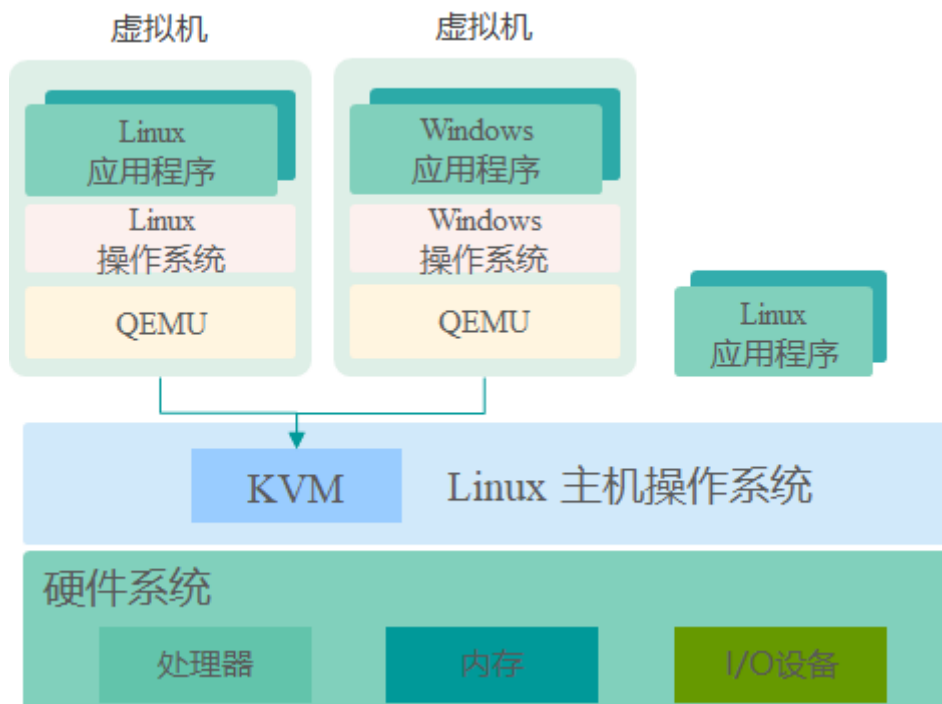 虚拟机
虚拟机
Linux
应用程序
Windows
应用程序
Linux
操作系统
Windows
操作系统
QEMU
QEMU
Linux
应用程序
KVM
Linux 主机操作系统
硬件系统
处理器
内存
I/O设备